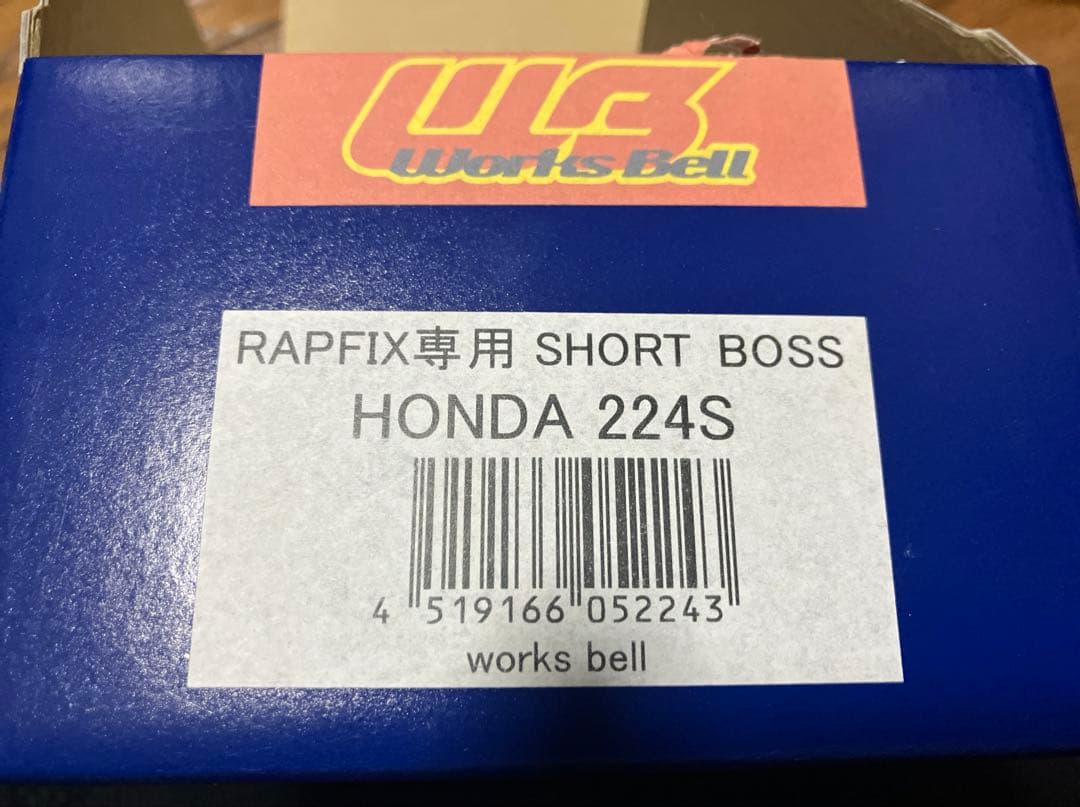 WB
Works Bell
RAPFIX専用 SHORT BOSS
HONDA 224S
4 519166 052243
works bell